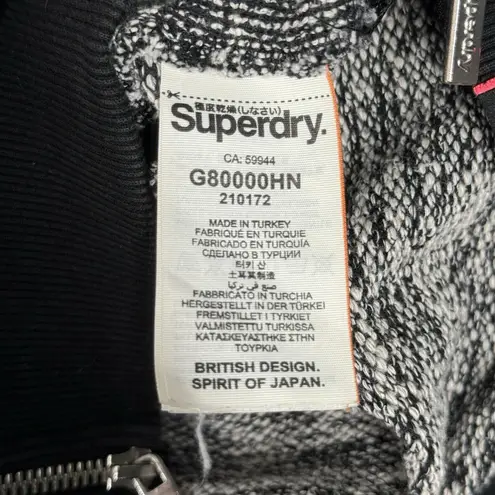 極度乾燥(しなさい)
Superdry.
CA: 59944
G80000HN
210172
MADE IN TURKEY
FABRIQUÉ EN TURQUIE
FABRICADO EN TURQUÍA
СДЕЛАНО В ТУРЦИИ
터키 산
土耳其制造
صنع في تركيا
FABBRICATO IN TURCHIA
HERGESTELLT IN DER TÜRKEI
FREMSTILLET I TYRKIET
VALMISTETTU TURKISSA
ΚΑΤΑΣΚΕΥΑΣΤΗΚΕ ΣΤΗΝ
ΤΟΥΡΚΙΑ
BRITISH DESIGN.
SPIRIT OF JAPAN.